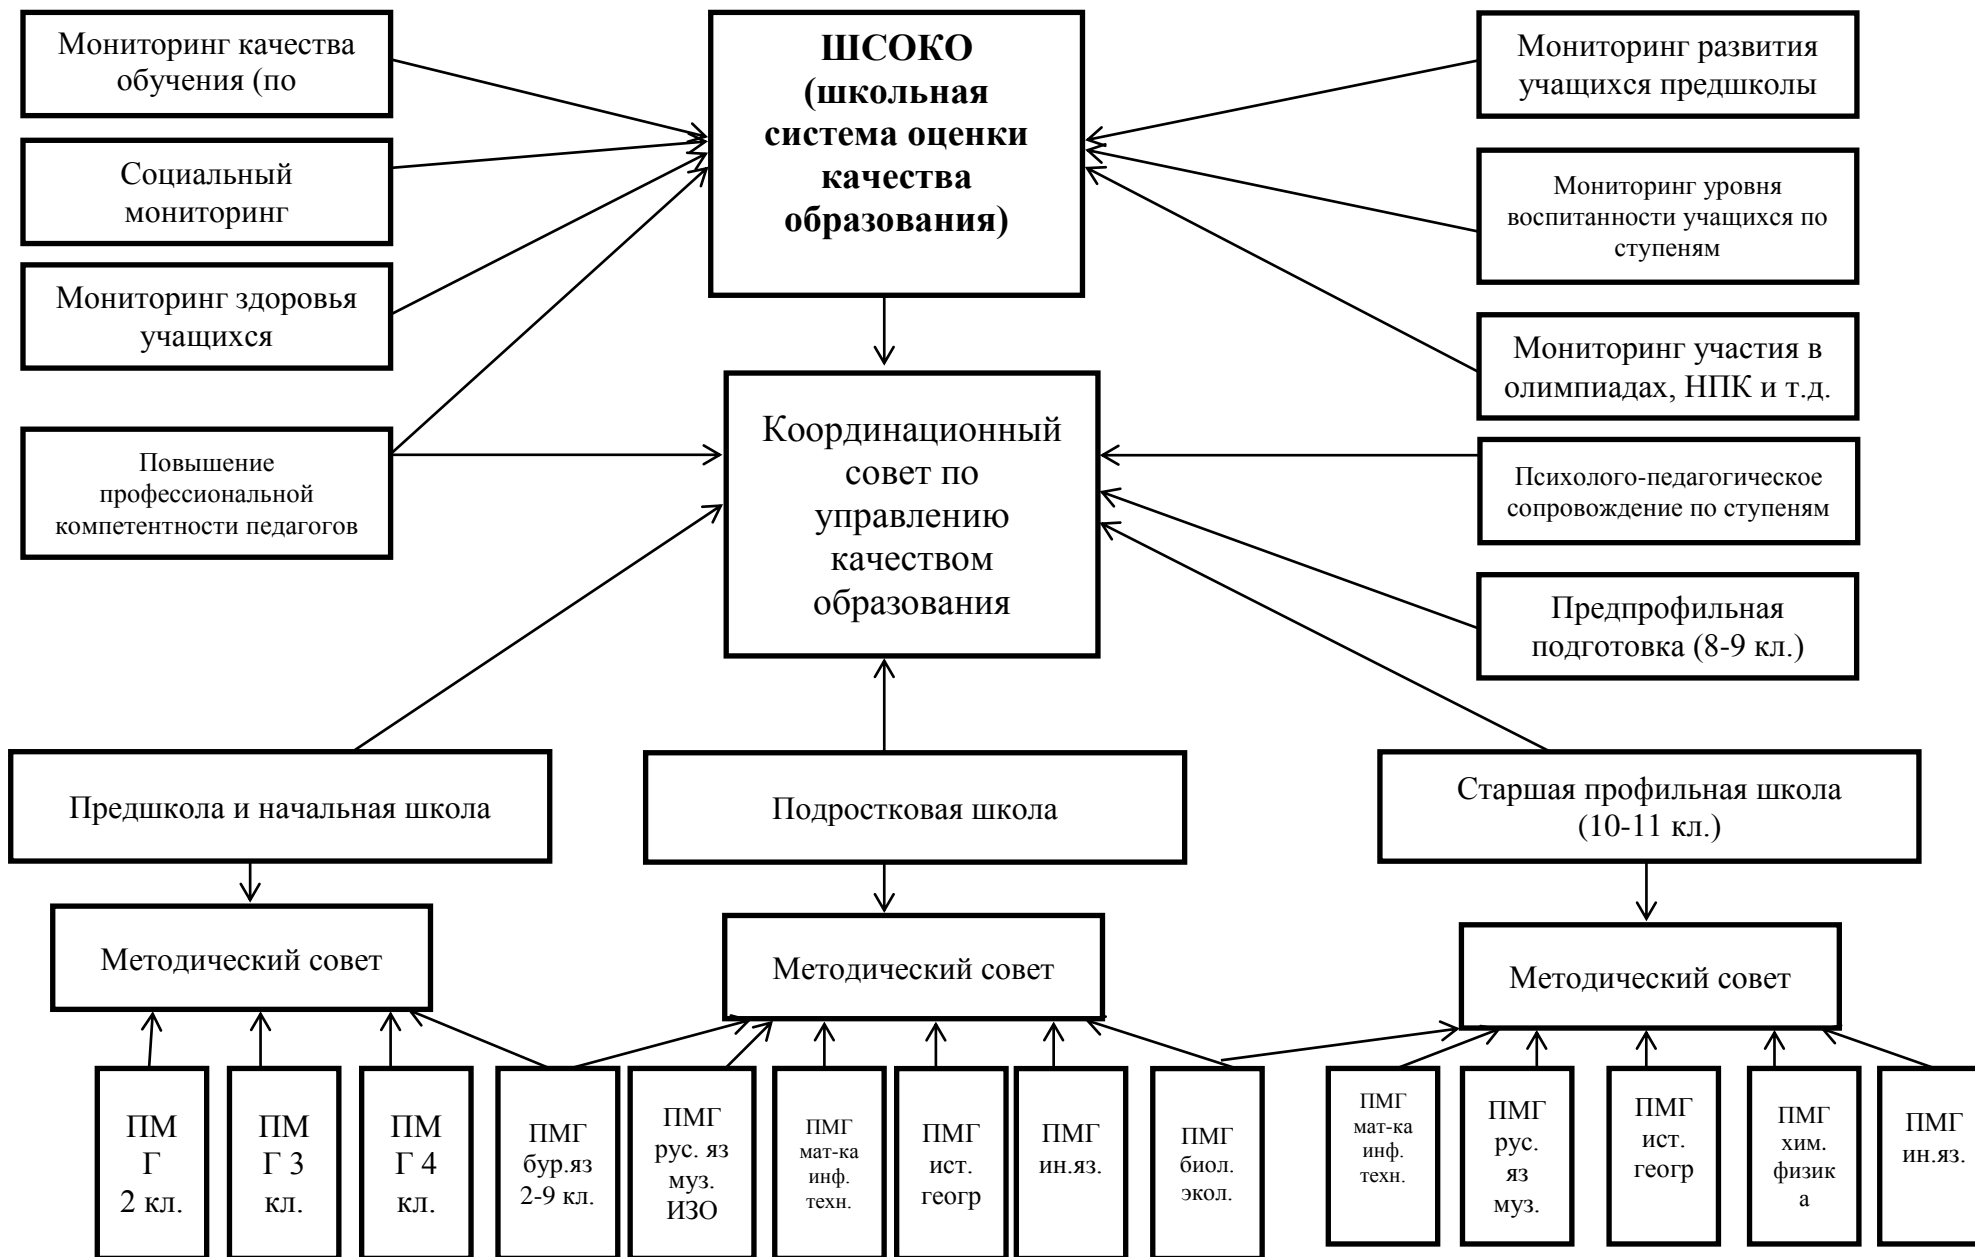 Мониторинг качества
обучения (по
ШСОКО
(школьная
система оценки
качества
образования)
Мониторинг развития
учащихся предшколы
Социальный
мониторинг
Мониторинг уровня
воспитанности учащихся по
ступеням
Мониторинг здоровья
учащихся
Мониторинг участия в
олимпиадах, НПК и т.д.
Повышение
профессиональной
компетентности педагогов
Координационный
совет по
управлению
качеством
образования
Психолого-педагогическое
сопровождение по ступеням
Предпрофильная
подготовка (8-9 кл.)
Предшкола и начальная школа
Подростковая школа
Старшая профильная школа
(10-11 кл.)
Методический совет
Методический совет
Методический совет
ПМ
Г
2 кл.
ПМ
Г 3
кл.
ПМ
Г 4
кл.
ПМГ
бур.яз
2-9 кл.
ПМГ
рус. яз
муз.
ИЗО
ПМГ
мат-ка
инф.
техн.
ПМГ
ист.
геогр
ПМГ
ин.яз.
ПМГ
биол.
экол.
ПМГ
мат-ка
инф.
техн.
ПМГ
рус.
яз
муз.
ПМГ
ист.
геогр
ПМГ
хим.
физик
а
ПМГ
ин.яз.